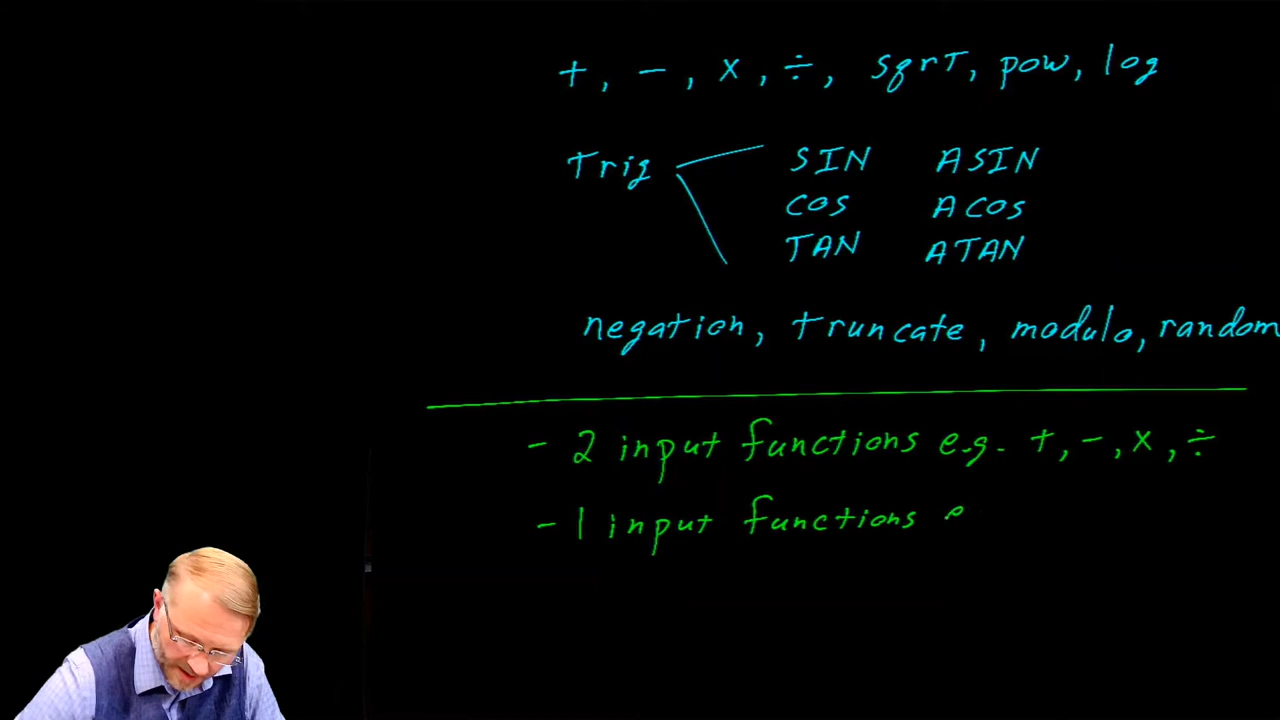 +, -, x, ÷, sqrt, pow, log
Trig SIN ASIN
COS ACOS
TAN ATAN
negation, truncate, modulo, random
- 2 input functions e.g. +, -, x, ÷
- 1 input functions e